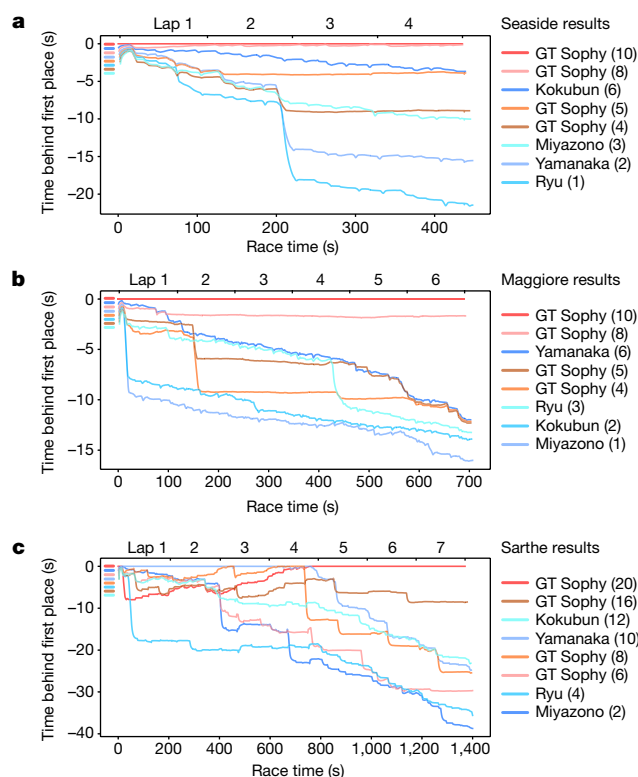 a
Lap 1 2 3 4
Seaside results
0
−5
−10
−15
−20
Time behind first place (s)
0 100 200 300 400
Race time (s)
GT Sophy (10)
GT Sophy (8)
Kokubun (6)
GT Sophy (5)
GT Sophy (4)
Miyazono (3)
Yamanaka (2)
Ryu (1)
b
Lap 1 2 3 4 5 6
Maggiore results
0
−5
−10
−15
Time behind first place (s)
0 100 200 300 400 500 600 700
Race time (s)
GT Sophy (10)
GT Sophy (8)
Yamanaka (6)
GT Sophy (5)
GT Sophy (4)
Ryu (3)
Kokubun (2)
Miyazono (1)
c
Lap 1 2 3 4 5 6 7
Sarthe results
0
−10
−20
−30
−40
Time behind first place (s)
0 200 400 600 800 1,000 1,200 1,400
Race time (s)
GT Sophy (20)
GT Sophy (16)
Kokubun (12)
Yamanaka (10)
GT Sophy (8)
GT Sophy (6)
Ryu (4)
Miyazono (2)